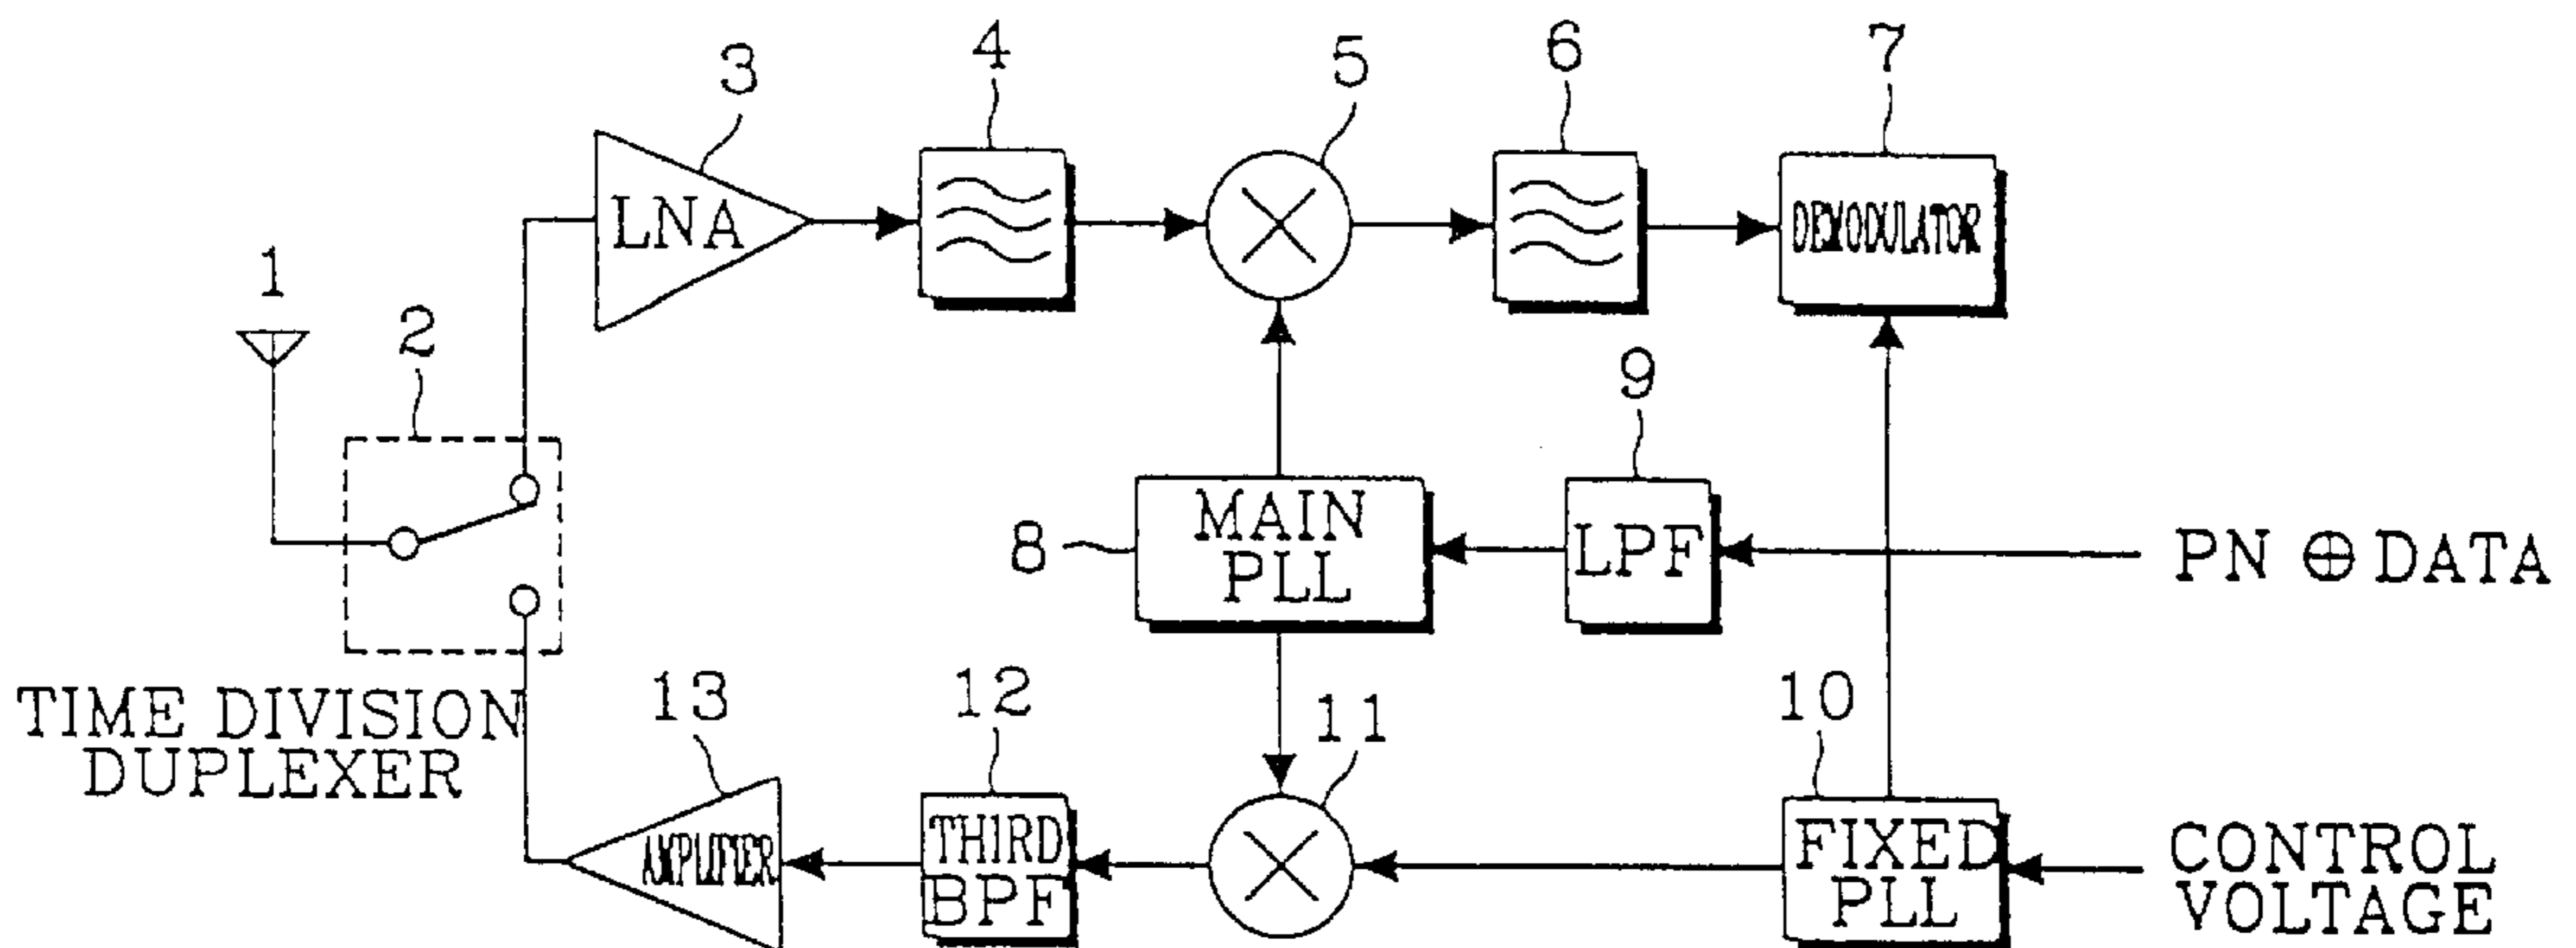 1
2
3
4
5
6
7
8
9
10
11
12
13
LNA
DEMODULATOR
MAIN
PLL
LPF
PN ⊕ DATA
TIME DIVISION
DUPLEXER
AMPLIFIER
THIRD
BPF
FIXED
PLL
CONTROL
VOLTAGE